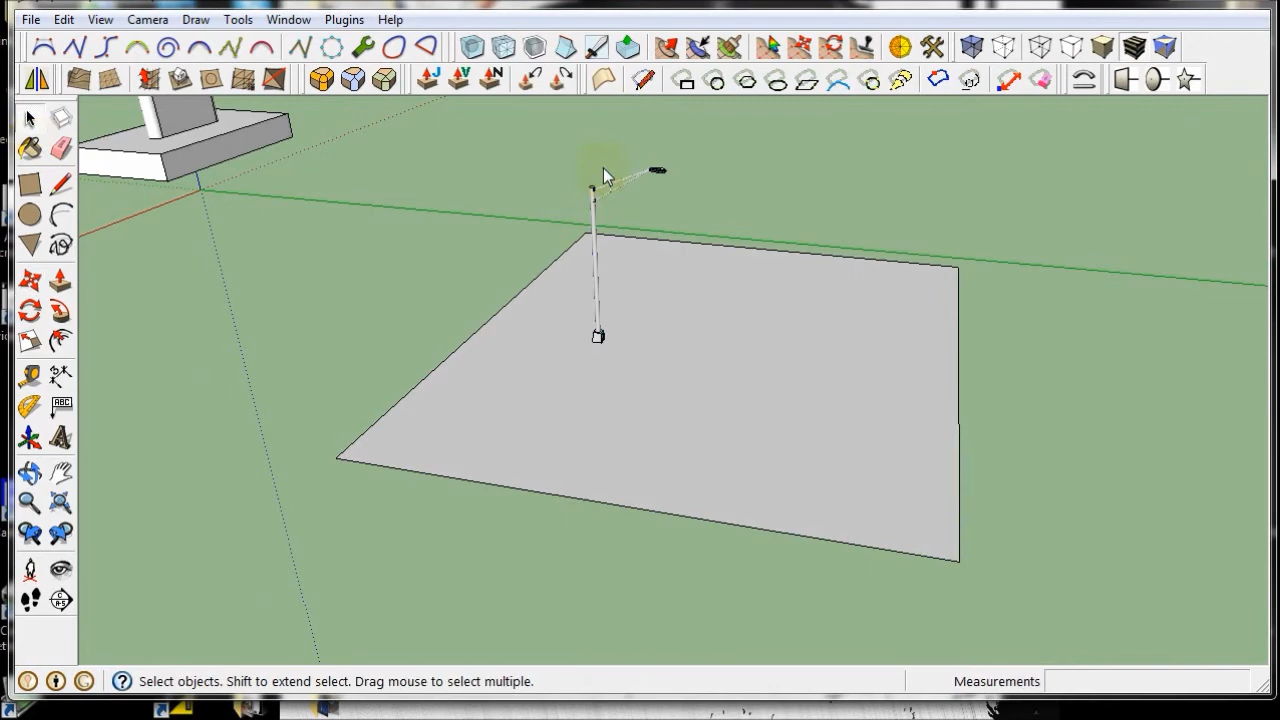 File Edit View Camera Draw Tools Window Plugins Help
J V N
ABC
A
C
A-S
Select objects. Shift to extend select. Drag mouse to select multiple.
Measurements